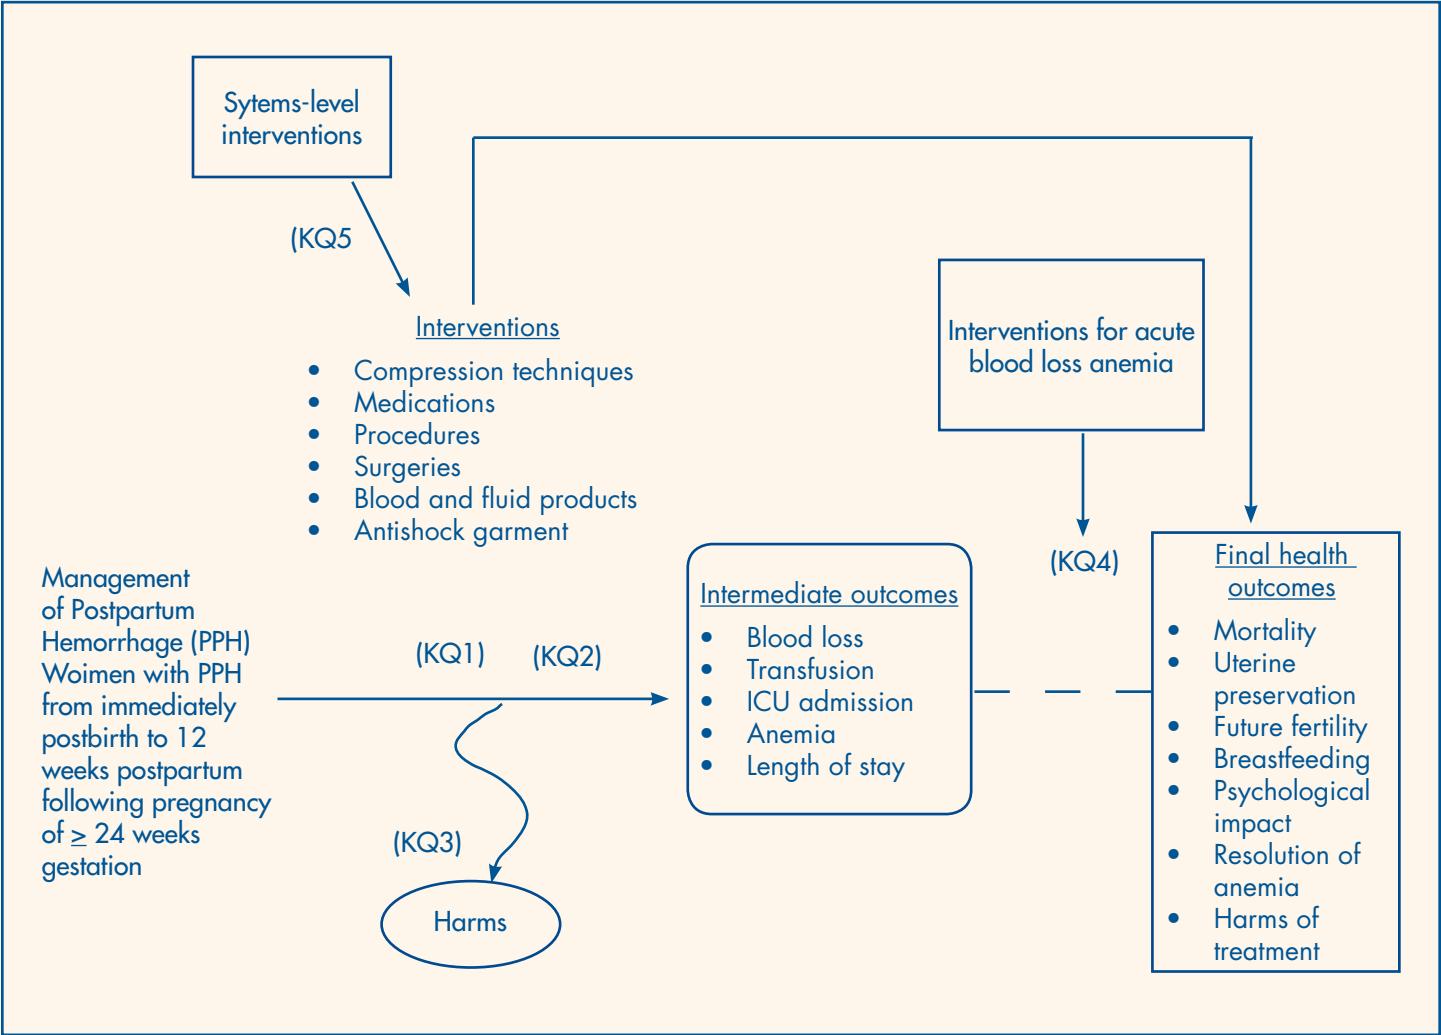 Sytems-level
interventions
(KQ5
Interventions
• Compression techniques
• Medications
• Procedures
• Surgeries
• Blood and fluid products
• Antishock garment
Interventions for acute
blood loss anemia
(KQ4)
Management
of Postpartum
Hemorrhage (PPH)
Woimen with PPH
from immediately
postbirth to 12
weeks postpartum
following pregnancy
of ≥ 24 weeks
gestation
(KQ1)
(KQ2)
(KQ3)
Harms
Intermediate outcomes
• Blood loss
• Transfusion
• ICU admission
• Anemia
• Length of stay
Final health
outcomes
• Mortality
• Uterine
preservation
• Future fertility
• Breastfeeding
• Psychological
impact
• Resolution of
anemia
• Harms of
treatment